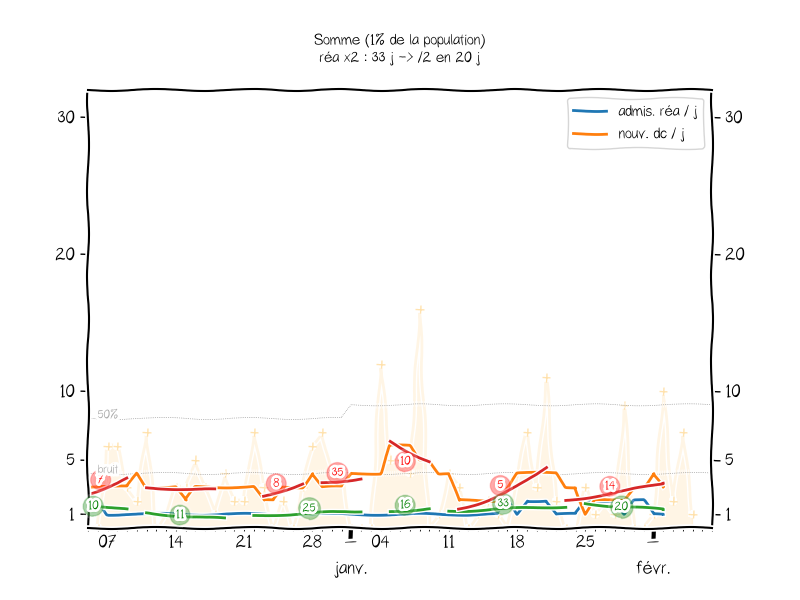 Somme (1% de la population)
réa x2 : 33 j -> /2 en 20 j
admis. réa / j
nouv. dc / j
30 30
20 20
10 10
5 5
1 1
50%
bruit
7 8 35 10 5 14
10 11 25 16 33 20
07 14 21 28 04 11 18 25
janv. févr.